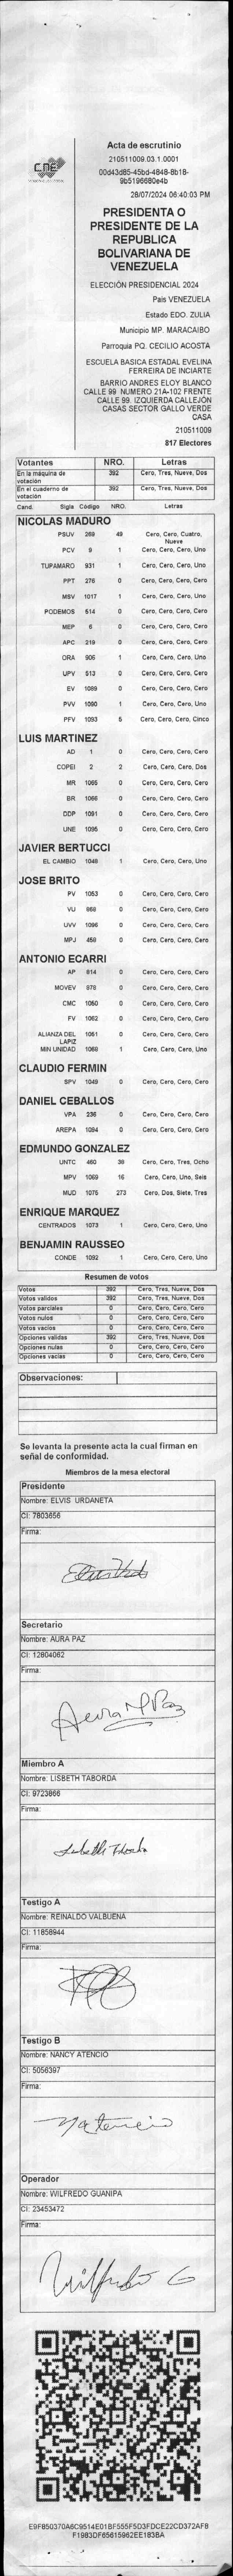 CNE
Acta de escrutinio
210511009.03.1.0001
00d43d85-45bd-4848-8b18-
9b5196680e4b
28/07/2024 06:40:03 PM
PRESIDENTA O
PRESIDENTE DE LA
REPUBLICA
BOLIVARIANA DE
VENEZUELA
ELECCIÓN PRESIDENCIAL 2024
País VENEZUELA
Estado EDO. ZULIA
Municipio MP. MARACAIBO
Parroquia PQ. CECILIO ACOSTA
ESCUELA BASICA ESTADAL EVELINA
FERREIRA DE INCIARTE
BARRIO ANDRES ELOY BLANCO
CALLE 99 NUMERO 21A-102 FRENTE
CALLE 99 IZQUIERDA CALLEJÓN
CASAS SECTOR GALLO VERDE
CASA
210511009
817 Electores
Votantes NRO. Letras
En la máquina de votación 392 Cero, Tres, Nueve, Dos
En el cuaderno de votación 392 Cero, Tres, Nueve, Dos
Cand. Sigla Código NRO. Letras
NICOLAS MADURO
PSUV 269 49 Cero, Cero, Cuatro, Nueve
PCV 9 1 Cero, Cero, Cero, Uno
TUPAMARO 931 1 Cero, Cero, Cero, Uno
PPT 276 0 Cero, Cero, Cero, Cero
MSV 1017 1 Cero, Cero, Cero, Uno
PODEMOS 514 0 Cero, Cero, Cero, Cero
MEP 6 0 Cero, Cero, Cero, Cero
APC 219 0 Cero, Cero, Cero, Cero
ORA 906 1 Cero, Cero, Cero, Uno
UPV 513 0 Cero, Cero, Cero, Cero
EV 1089 0 Cero, Cero, Cero, Cero
PVV 1090 1 Cero, Cero, Cero, Uno
PFV 1093 5 Cero, Cero, Cero, Cinco
LUIS MARTINEZ
AD 1 0 Cero, Cero, Cero, Cero
COPEI 2 2 Cero, Cero, Cero, Dos
MR 1065 0 Cero, Cero, Cero, Cero
BR 1066 0 Cero, Cero, Cero, Cero
DDP 1091 0 Cero, Cero, Cero, Cero
UNE 1095 0 Cero, Cero, Cero, Cero
JAVIER BERTUCCI
EL CAMBIO 1048 1 Cero, Cero, Cero, Uno
JOSE BRITO
PV 1053 0 Cero, Cero, Cero, Cero
VU 868 0 Cero, Cero, Cero, Cero
UVV 1096 0 Cero, Cero, Cero, Cero
MPJ 458 0 Cero, Cero, Cero, Cero
ANTONIO ECARRI
AP 814 0 Cero, Cero, Cero, Cero
MOVEV 978 0 Cero, Cero, Cero, Cero
CMC 1050 0 Cero, Cero, Cero, Cero
FV 1062 0 Cero, Cero, Cero, Cero
ALIANZA DEL LAPIZ 1061 0 Cero, Cero, Cero, Cero
MIN UNIDAD 1068 1 Cero, Cero, Cero, Uno
CLAUDIO FERMIN
SPV 1049 0 Cero, Cero, Cero, Cero
DANIEL CEBALLOS
VPA 236 0 Cero, Cero, Cero, Cero
AREPA 1094 0 Cero, Cero, Cero, Cero
EDMUNDO GONZALEZ
UNTC 460 38 Cero, Cero, Tres, Ocho
MPV 1069 16 Cero, Cero, Uno, Seis
MUD 1075 273 Cero, Dos, Siete, Tres
ENRIQUE MARQUEZ
CENTRADOS 1073 1 Cero, Cero, Cero, Uno
BENJAMIN RAUSSEO
CONDE 1092 1 Cero, Cero, Cero, Uno
Resumen de votos
Votos 392 Cero, Tres, Nueve, Dos
Votos validos 392 Cero, Tres, Nueve, Dos
Votos parciales 0 Cero, Cero, Cero, Cero
Votos nulos 0 Cero, Cero, Cero, Cero
Votos vacios 0 Cero, Cero, Cero, Cero
Opciones validas 392 Cero, Tres, Nueve, Dos
Opciones nulas 0 Cero, Cero, Cero, Cero
Opciones vacias 0 Cero, Cero, Cero, Cero
Observaciones:
Se levanta la presente acta la cual firman en
señal de conformidad.
Miembros de la mesa electoral
Presidente
Nombre: ELVIS URDANETA
CI: 7803656
Firma:
Secretario
Nombre: AURA PAZ
CI: 12804062
Firma:
Aura M Paz
Miembro A
Nombre: LISBETH TABORDA
CI: 9723866
Firma:
Testigo A
Nombre: REINALDO VALBUENA
CI: 11858944
Firma:
Testigo B
Nombre: NANCY ATENCIO
CI: 5056397
Firma:
Natencio
Operador
Nombre: WILFREDO GUANIPA
CI: 23453472
Firma:
Wilfredo G
E9F850370A6C9514E01BF555F5D3FDCE22CD372AF8
F1983DF65615962EE183BA